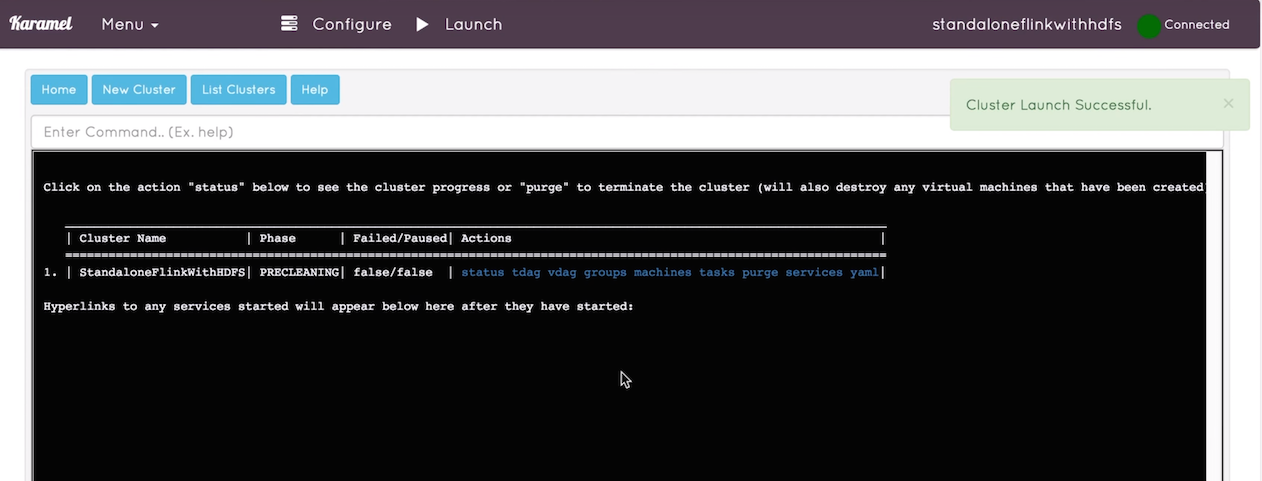 Karamel Menu Configure Launch standaloneflinkwithhdfs Connected
Home New Cluster List Clusters Help
Cluster Launch Successful. ×
Enter Command.. (Ex. help)
Click on the action "status" below to see the cluster progress or "purge" to terminate the cluster (will also destroy any virtual machines that have been created)
| Cluster Name | Phase | Failed/Paused| Actions |
1. | StandaloneFlinkWithHDFS| PRECLEANING| false/false | status tdag vdag groups machines tasks purge services yaml|
Hyperlinks to any services started will appear below here after they have started: